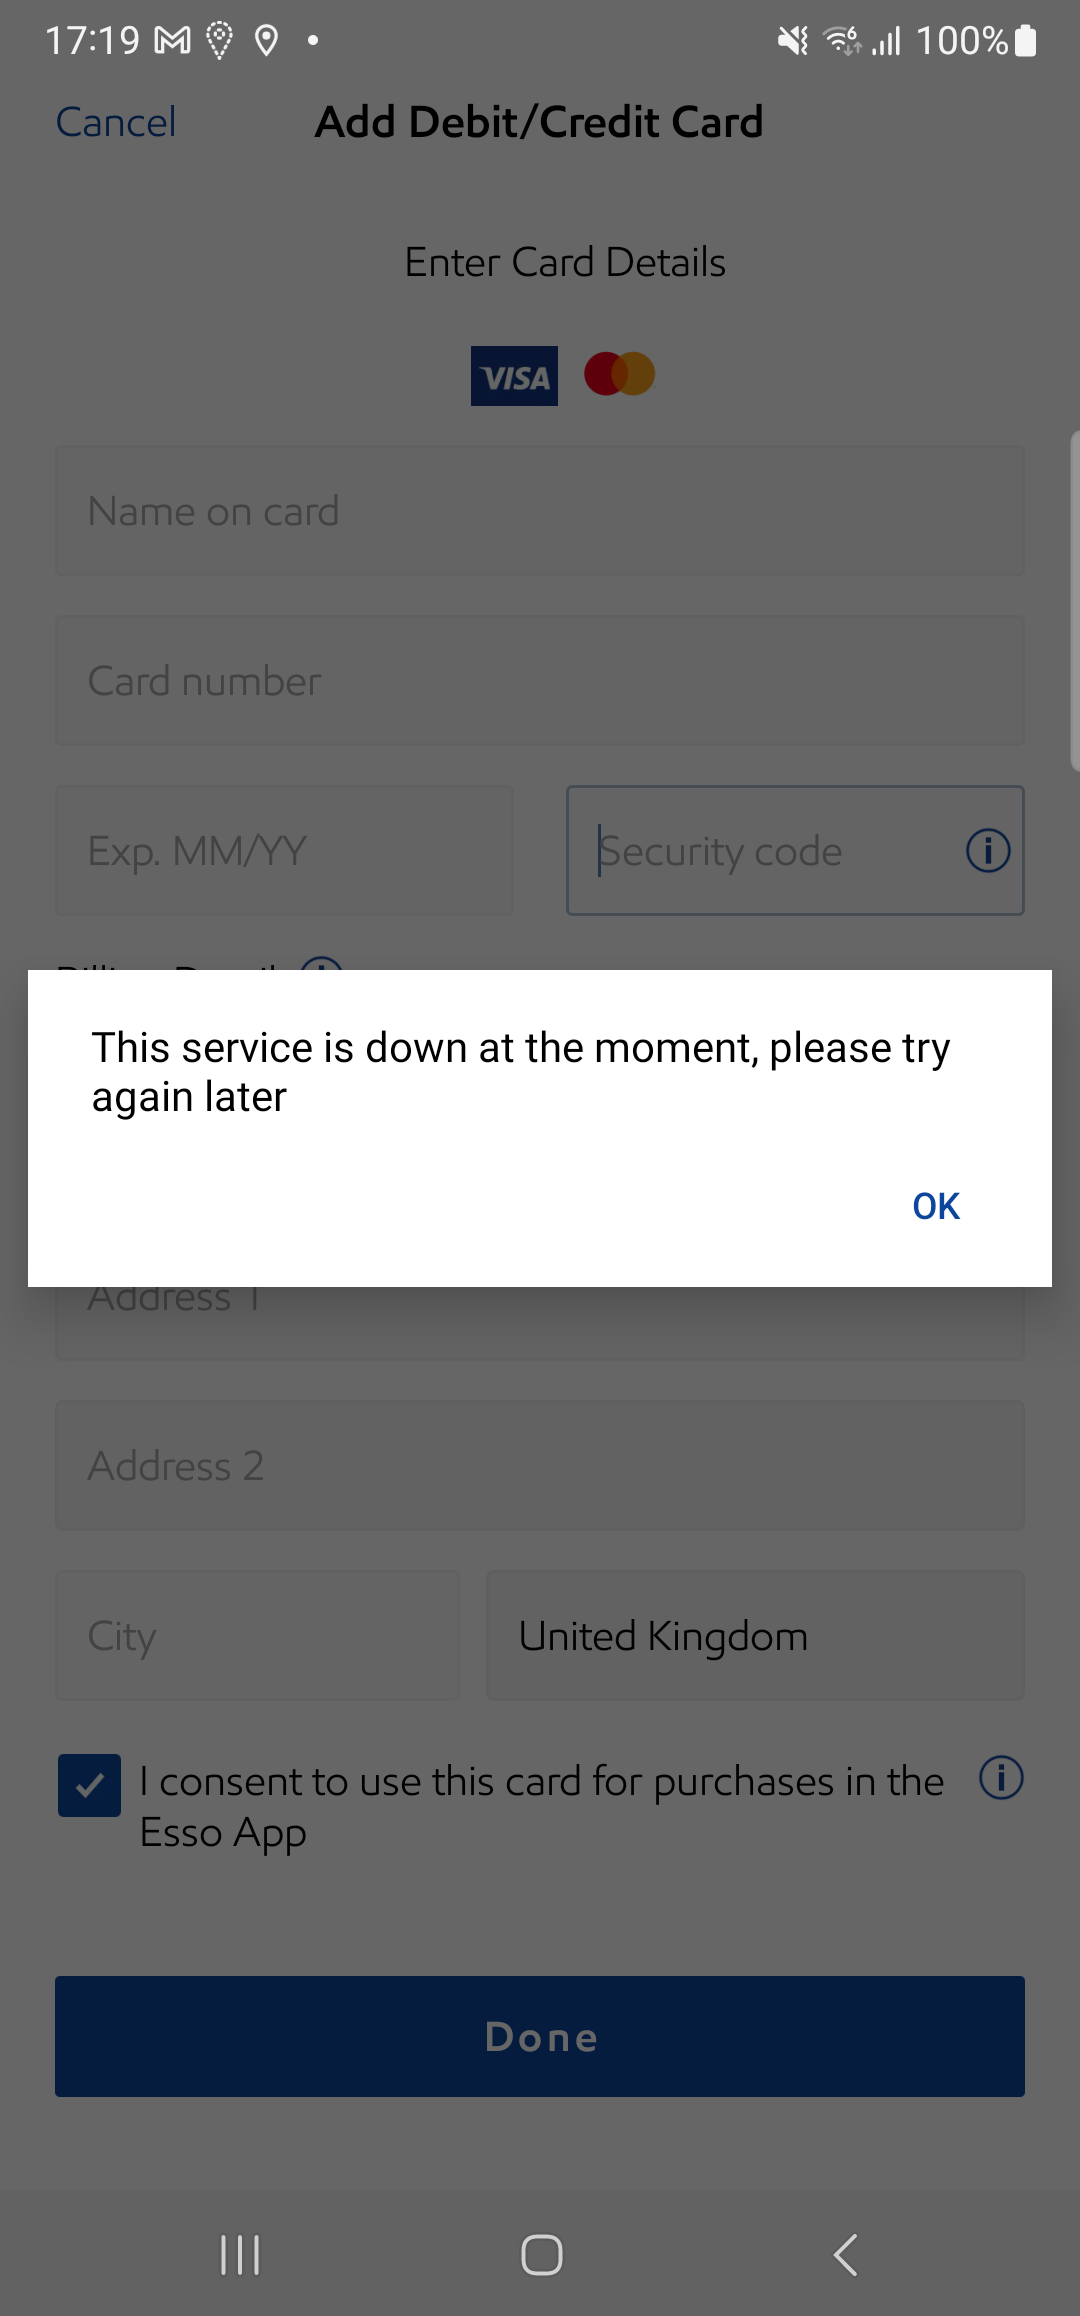 17:19
100%
Cancel
Add Debit/Credit Card
Enter Card Details
VISA
Name on card
Card number
Exp. MM/YY
Security code
This service is down at the moment, please try
again later
OK
Address 1
Address 2
City
United Kingdom
I consent to use this card for purchases in the
Esso App
Done